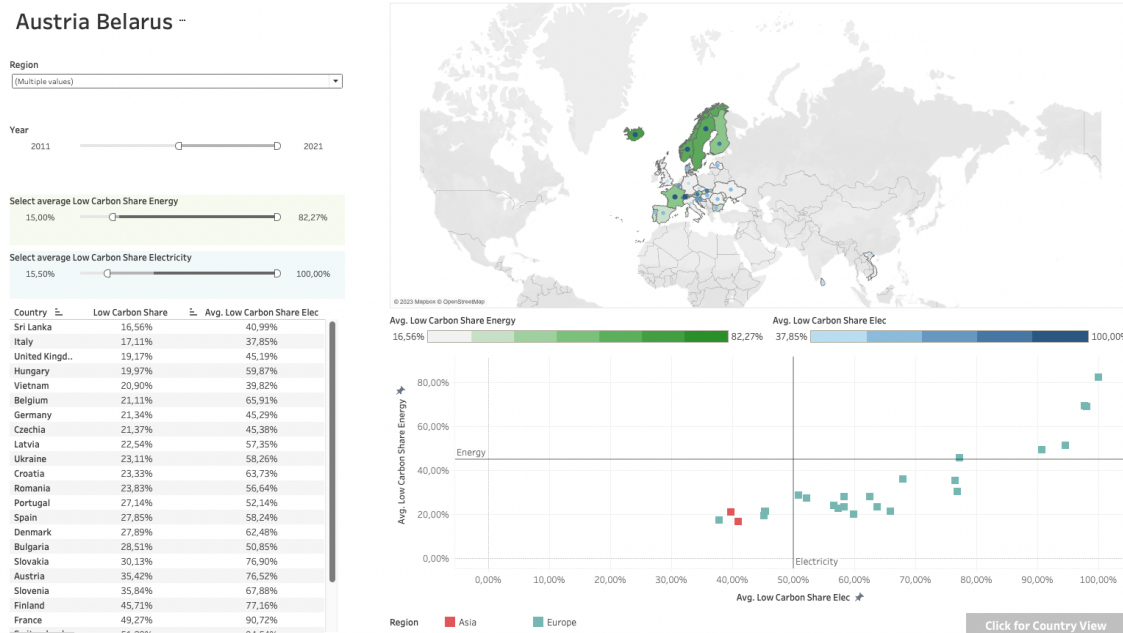 Austria Belarus ...
Region
(Multiple values)
Year
2011 2021
Select average Low Carbon Share Energy
15,00% 82,27%
Select average Low Carbon Share Electricity
15,50% 100,00%
Country Low Carbon Share Avg. Low Carbon Share Elec
Sri Lanka 16,56% 40,99%
Italy 17,11% 37,85%
United Kingd.. 19,17% 45,19%
Hungary 19,97% 59,87%
Vietnam 20,90% 39,82%
Belgium 21,11% 65,91%
Germany 21,34% 45,29%
Czechia 21,37% 45,38%
Latvia 22,54% 57,35%
Ukraine 23,11% 58,26%
Croatia 23,33% 63,73%
Romania 23,83% 56,64%
Portugal 27,14% 52,14%
Spain 27,85% 58,24%
Denmark 27,89% 62,48%
Bulgaria 28,51% 50,85%
Slovakia 30,13% 76,90%
Austria 35,42% 76,52%
Slovenia 35,84% 67,88%
Finland 45,71% 77,16%
France 49,27% 90,72%
© 2023 Mapbox © OpenStreetMap
Avg. Low Carbon Share Energy
16,56% 82,27%
Avg. Low Carbon Share Elec
37,85% 100,00%
Avg. Low Carbon Share Energy
80,00%
60,00%
Energy
40,00%
20,00%
0,00%
Electricity
0,00% 10,00% 20,00% 30,00% 40,00% 50,00% 60,00% 70,00% 80,00% 90,00% 100,00%
Avg. Low Carbon Share Elec
Region Asia Europe
Click for Country View